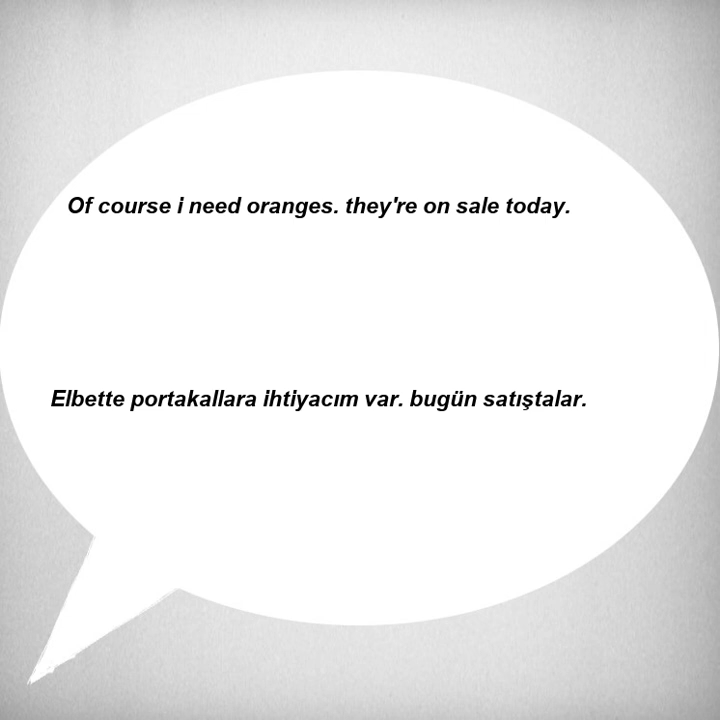 Of course i need oranges. they're on sale today.
Elbette portakallara ihtiyacım var. bugün satıştalar.